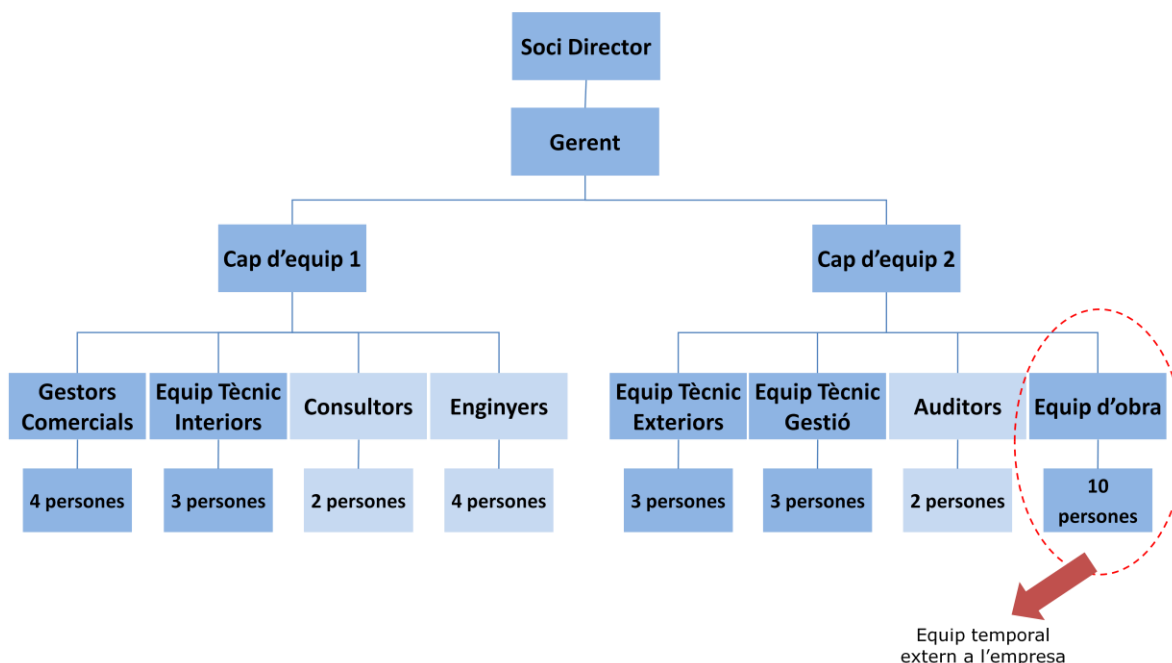 Soci Director
Gerent
Cap d’equip 1
Cap d’equip 2
Gestors
Comercials
Equip Tècnic
Interiors
Consultors
Enginyers
Equip Tècnic
Exteriors
Equip Tècnic
Gestió
Auditors
Equip d’obra
4 persones
3 persones
2 persones
4 persones
3 persones
3 persones
2 persones
10
persones
Equip temporal
extern a l’empresa